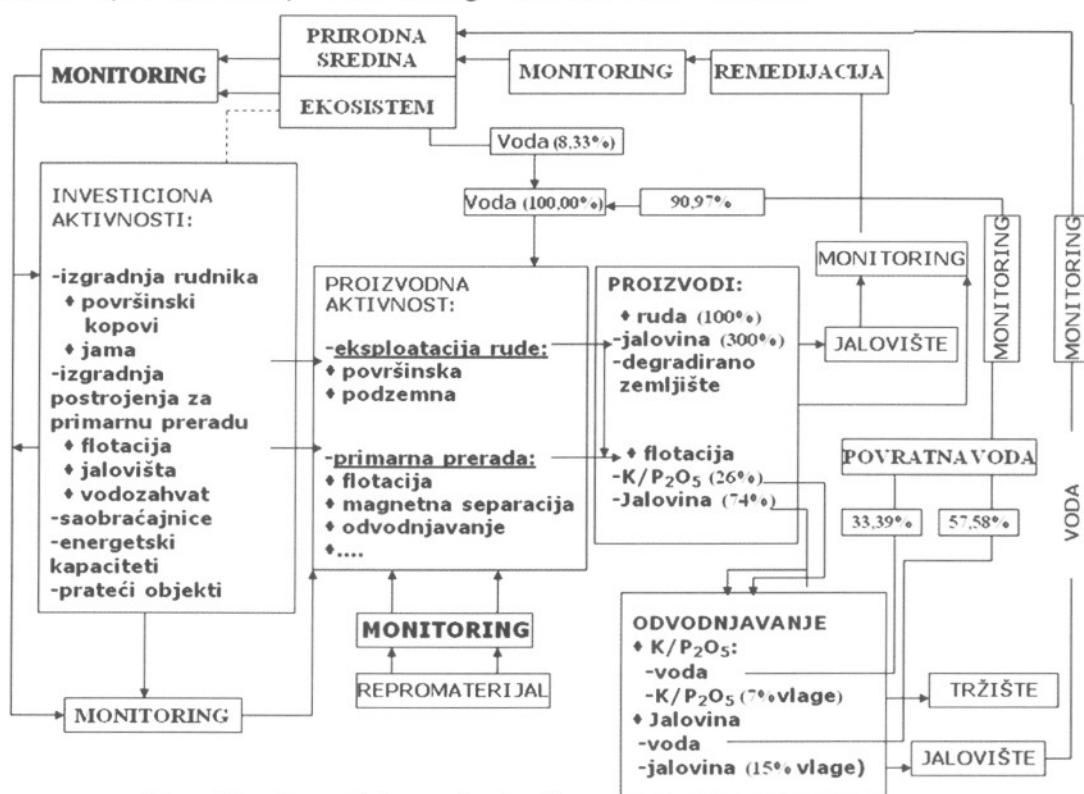 PRIRODNA
SREDINA
EKOSISTEM
MONITORING
MONITORING
REMEDIJACIJA
Voda (8,33%)
Voda (100,00%)
90,97%
INVESTICIONA
AKTIVNOSTI:
-izgradnja rudnika
♦ površinski
kopovi
♦ jama
-izgradnja
postrojenja za
primarnu preradu
♦ flotacija
♦ jalovišta
♦ vodozahvat
-saobraćajnice
-energetski
kapaciteti
-prateći objekti
MONITORING
PROIZVODNA
AKTIVNOST:
-eksploatacija rude:
♦ površinska
♦ podzemna
-primarna prerada:
♦ flotacija
♦ magnetna separacija
♦ odvodnjavanje
♦....
MONITORING
REPROMATERIJAL
PROIZVODI:
♦ ruda (100%)
-jalovina (300%)
-degradirano
zemljište
♦ flotacija
-K/P₂O₅ (26%)
-Jalovina (74%)
MONITORING
JALOVIŠTE
MONITORING
MONITORING
POVRATNA VODA
33,39%
57,58%
VODA
ODVODNJAVANJE
♦ K/P₂O₅:
-voda
-K/P₂O₅ (7% vlage)
♦ Jalovina
-voda
-jalovina (15% vlage)
TRŽIŠTE
JALOVIŠTE